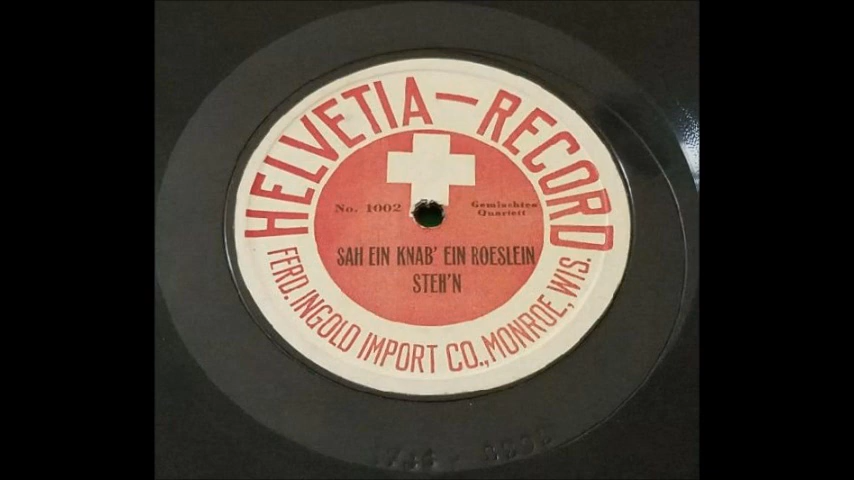 HELVETIA — RECORD
No. 1002
Gemischtes
Quartett
SAH EIN KNAB' EIN ROESLEIN
STEH'N
FERD. INGOLD IMPORT CO., MONROE, WIS.